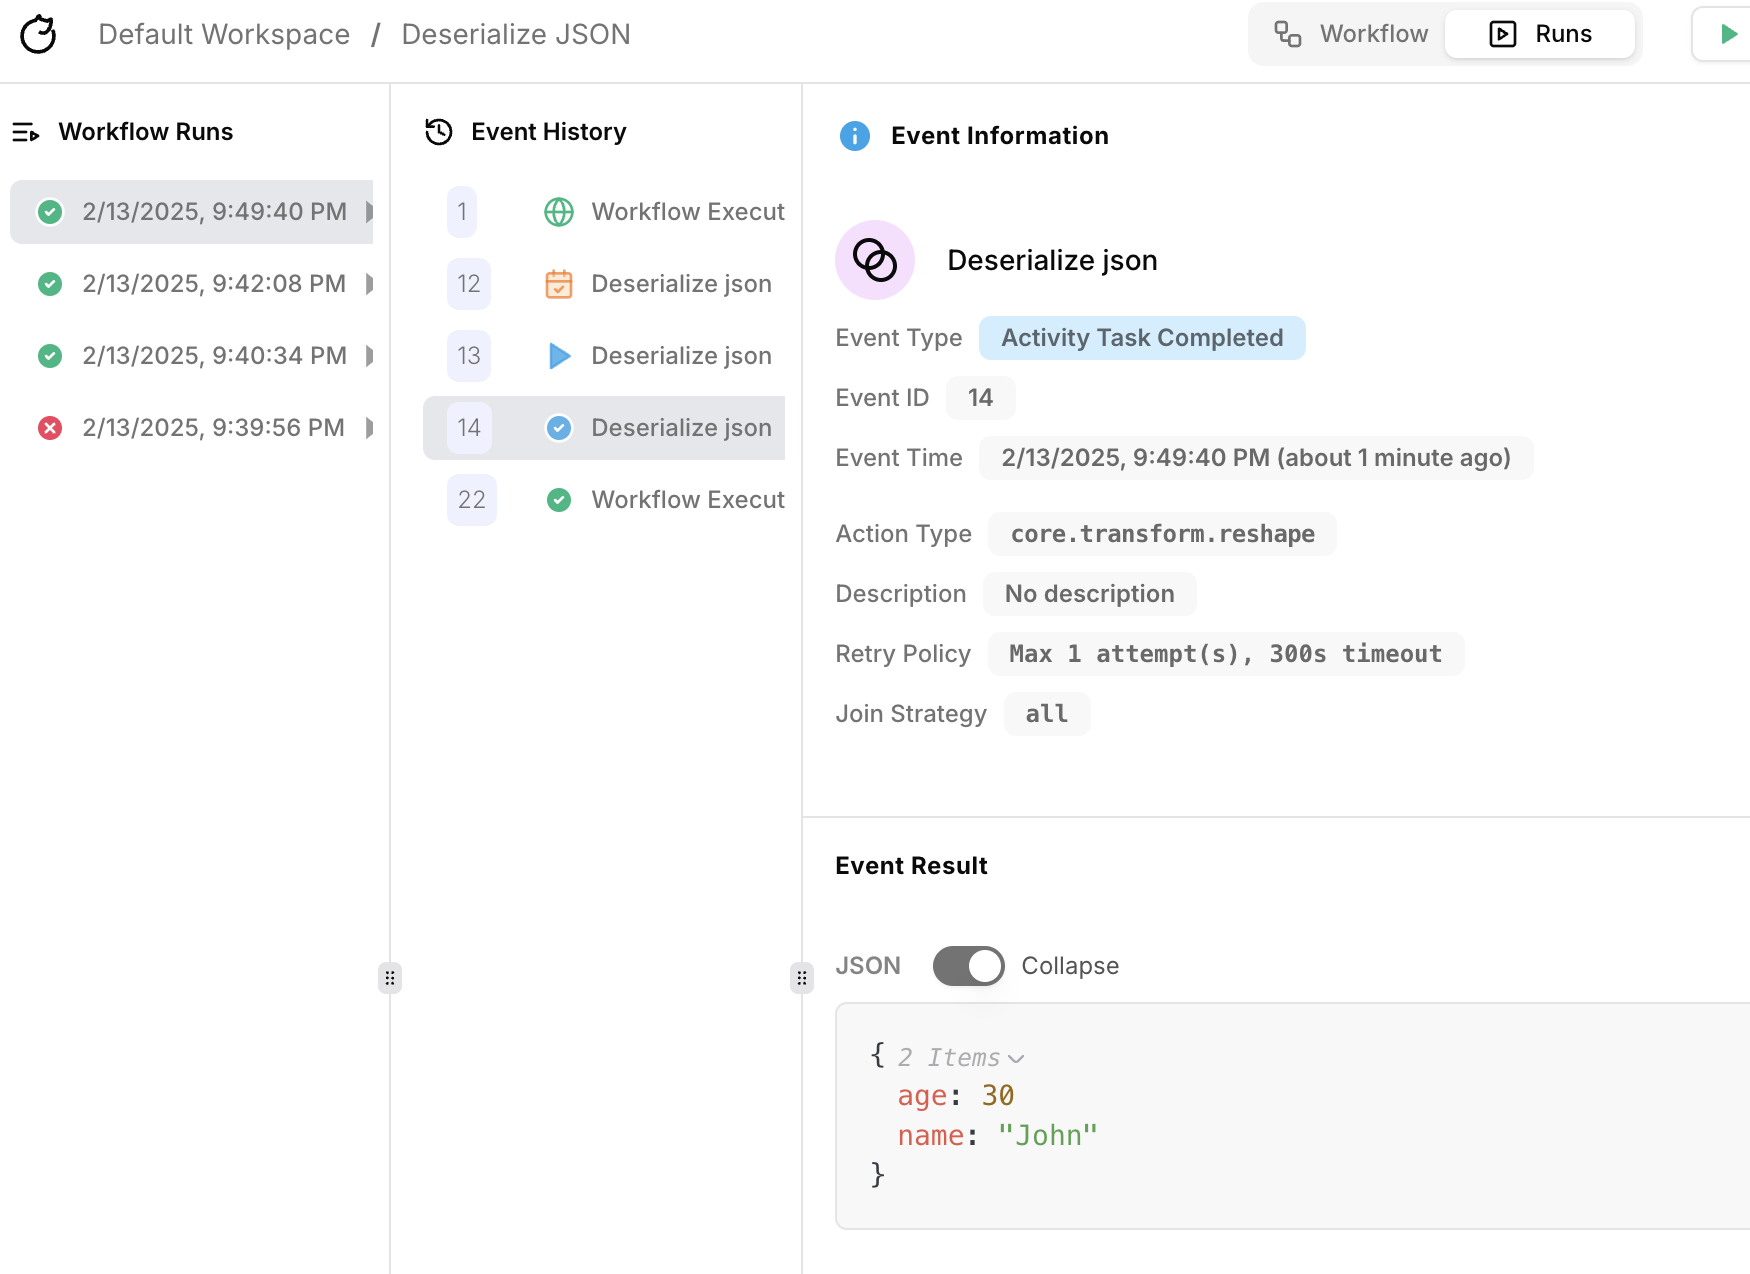 Default Workspace / Deserialize JSON
Workflow
Runs
Workflow Runs
2/13/2025, 9:49:40 PM
2/13/2025, 9:42:08 PM
2/13/2025, 9:40:34 PM
2/13/2025, 9:39:56 PM
Event History
1 Workflow Execut
12 Deserialize json
13 Deserialize json
14 Deserialize json
22 Workflow Execut
Event Information
Deserialize json
Event Type Activity Task Completed
Event ID 14
Event Time 2/13/2025, 9:49:40 PM (about 1 minute ago)
Action Type core.transform.reshape
Description No description
Retry Policy Max 1 attempt(s), 300s timeout
Join Strategy all
Event Result
JSON Collapse
{ 2 Items
age: 30
name: "John"
}